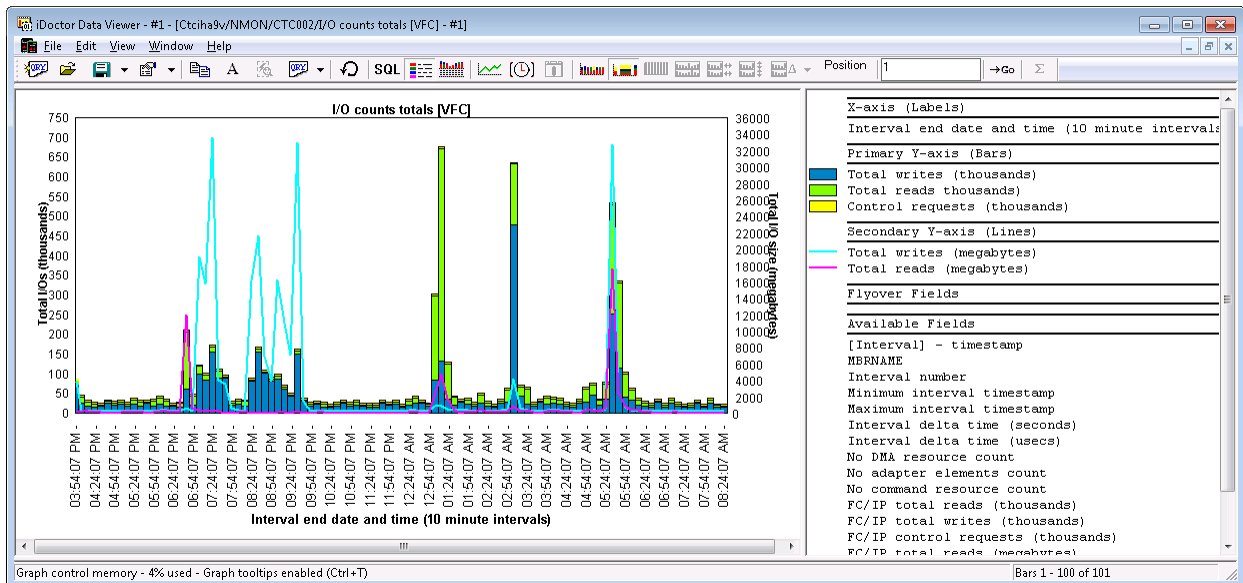 iDoctor Data Viewer - #1 - [Ctciha9v/NMON/CTC002/I/O counts totals [VFC] - #1]
File Edit View Window Help
QRY A QRY SQL Position 1 →Go Σ
I/O counts totals [VFC]
Total I/Os (thousands)
750
700
650
600
550
500
450
400
350
300
250
200
150
100
50
0
36000
34000
32000
30000
28000
26000
24000
22000
20000
18000
16000
14000
12000
10000
8000
6000
4000
2000
0
Total I/O size (megabytes)
03:54:07 PM
04:24:07 PM
04:54:07 PM
05:24:07 PM
05:54:07 PM
06:24:07 PM
06:54:07 PM
07:24:07 PM
07:54:07 PM
08:24:07 PM
08:54:07 PM
09:24:07 PM
09:54:07 PM
10:24:07 PM
10:54:07 PM
11:24:07 PM
11:54:07 PM
12:24:07 AM
12:54:07 AM
01:24:07 AM
01:54:07 AM
02:24:07 AM
02:54:07 AM
03:24:07 AM
03:54:07 AM
04:24:07 AM
04:54:07 AM
05:24:07 AM
05:54:07 AM
06:24:07 AM
06:54:07 AM
07:24:07 AM
07:54:07 AM
08:24:07 AM
Interval end date and time (10 minute intervals)
X-axis (Labels)
Interval end date and time (10 minute intervals
Primary Y-axis (Bars)
Total writes (thousands)
Total reads thousands)
Control requests (thousands)
Secondary Y-axis (Lines)
Total writes (megabytes)
Total reads (megabytes)
Flyover Fields
Available Fields
[Interval] - timestamp
MBRNAME
Interval number
Minimum interval timestamp
Maximum interval timestamp
Interval delta time (seconds)
Interval delta time (usecs)
No DMA resource count
No adapter elements count
No command resource count
FC/IP total reads (thousands)
FC/IP total writes (thousands)
FC/IP control requests (thousands)
FC/IP total reads (megabytes)
Graph control memory - 4% used - Graph tooltips enabled (Ctrl+T)
Bars 1 - 100 of 101